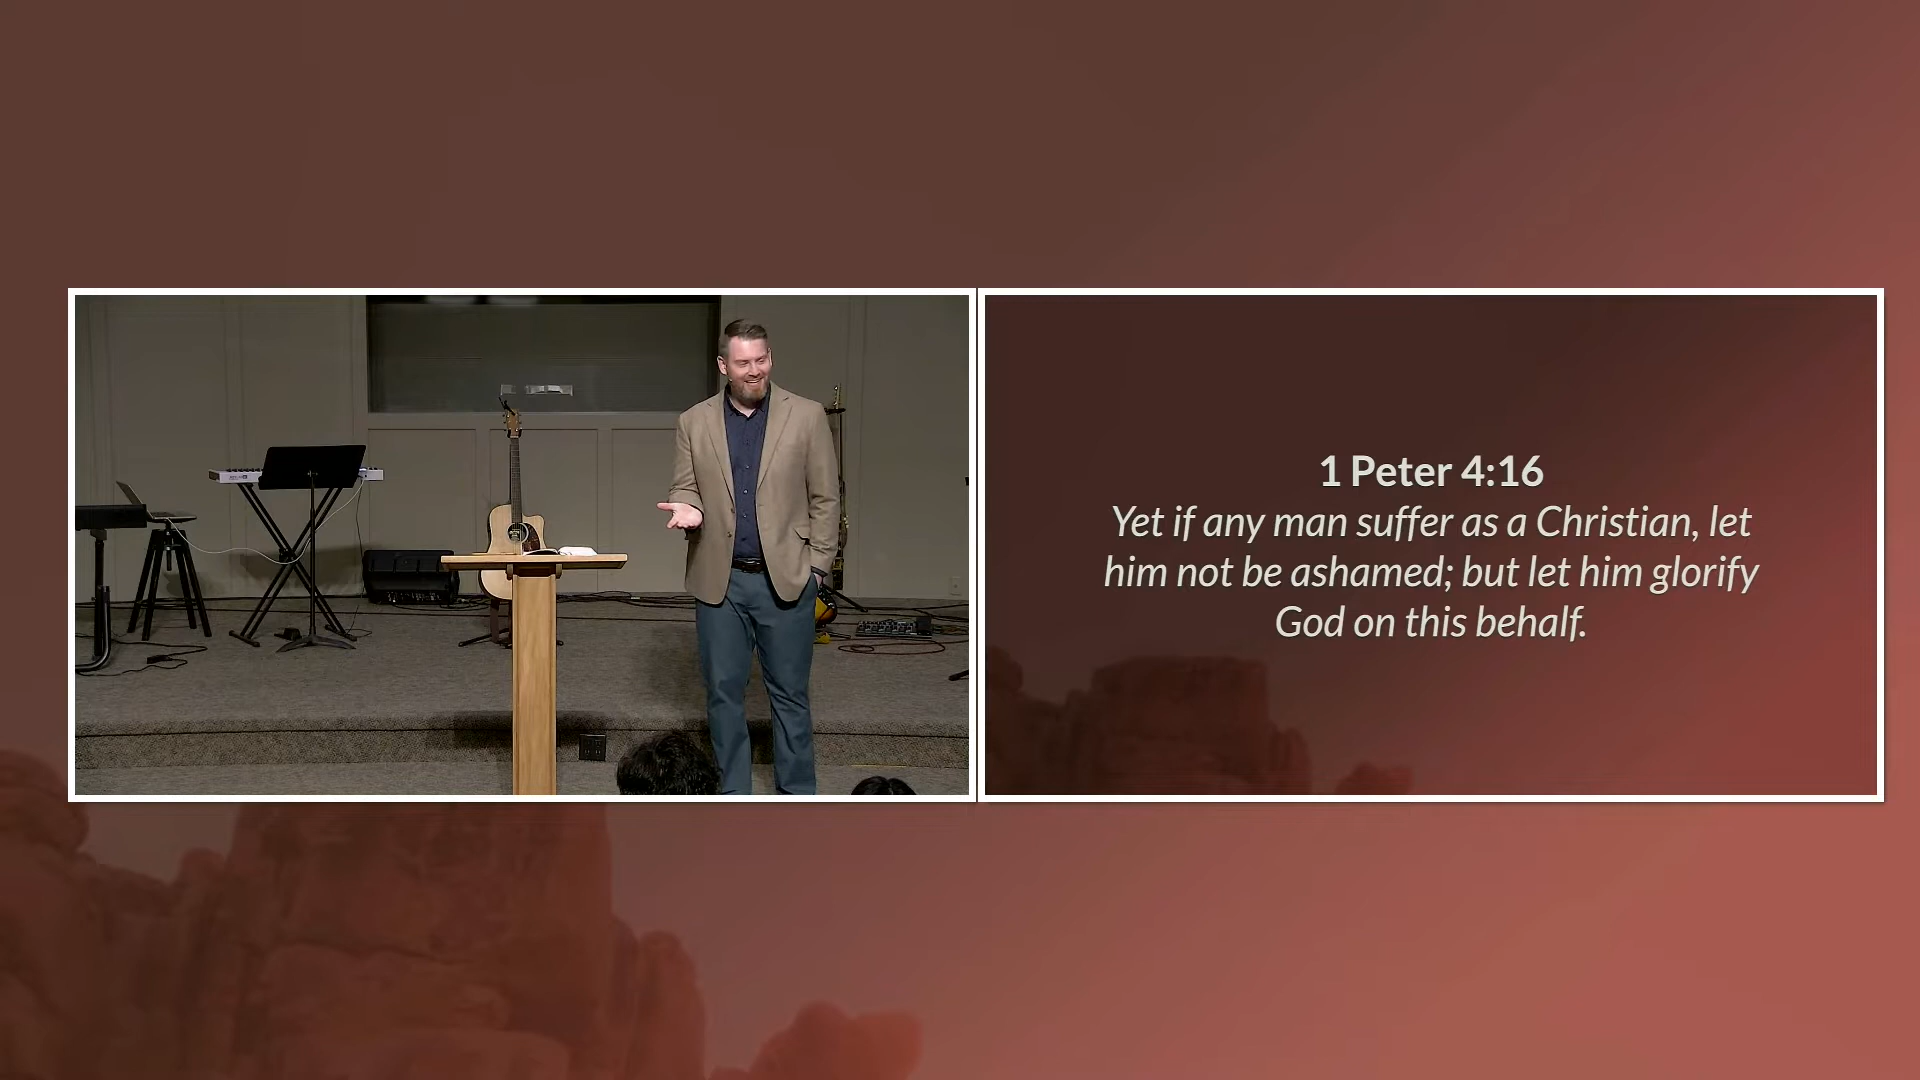 1 Peter 4:16
Yet if any man suffer as a Christian, let
him not be ashamed; but let him glorify
God on this behalf.